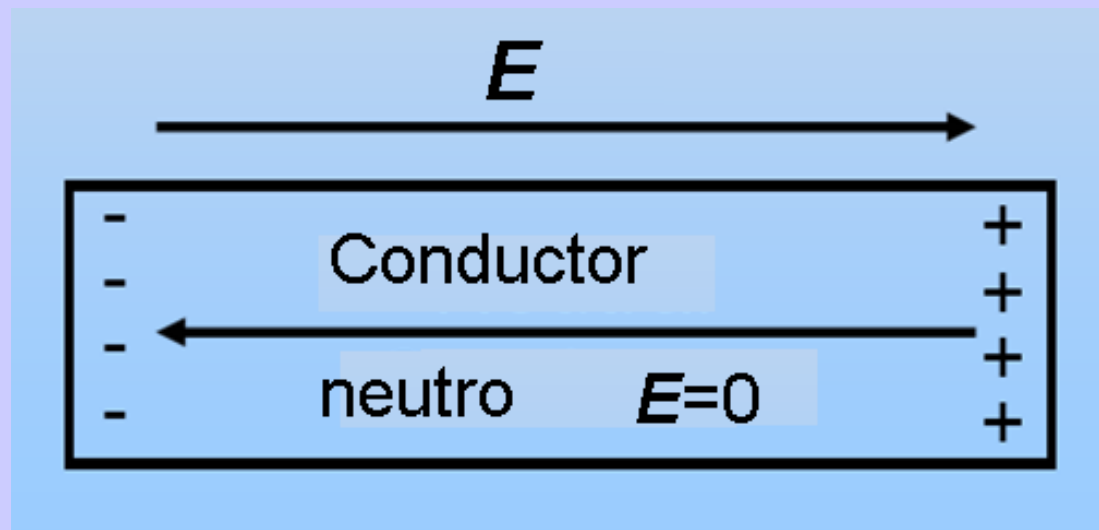 E
- +
Conductor
- +
- +
neutro E=0
- +